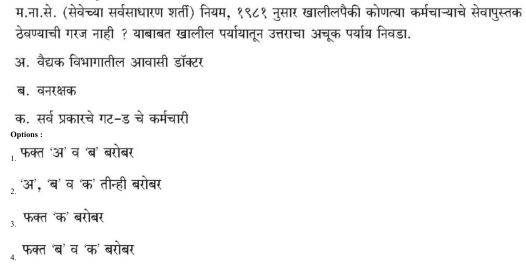 म.ना.से. (सेवेच्या सर्वसाधारण शर्ती) नियम, १९८१ नुसार खालीलपैकी कोणत्या कर्मचाऱ्याचे सेवापुस्तक
ठेवण्याची गरज नाही ? याबाबत खालील पर्यायातून उत्तराचा अचूक पर्याय निवडा.
अ. वैद्यक विभागातील आवासी डॉक्टर
ब. वनरक्षक
क. सर्व प्रकारचे गट-ड चे कर्मचारी
Options :
1. फक्त ‘अ’ व ‘ब’ बरोबर
2. ‘अ’, ‘ब’ व ‘क’ तीन्ही बरोबर
3. फक्त ‘क’ बरोबर
4. फक्त ‘ब’ व ‘क’ बरोबर